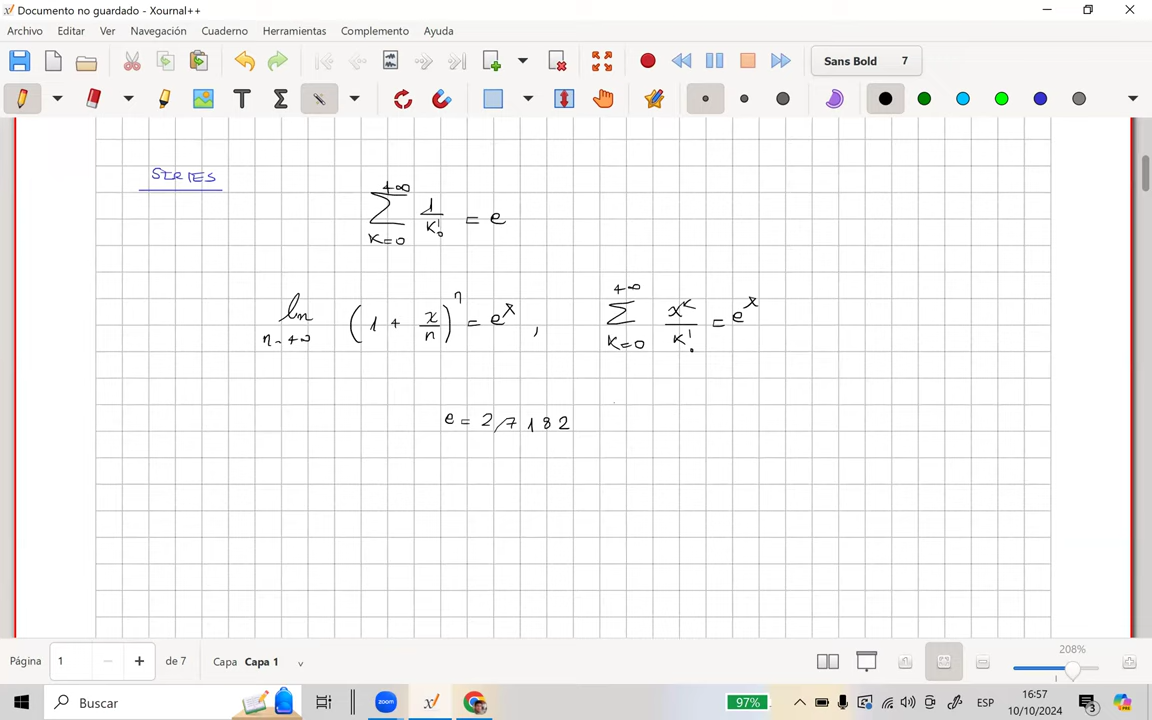 Documento no guardado - Xournal++
Archivo Editar Ver Navegación Cuaderno Herramientas Complemento Ayuda
Sans Bold 7
SERIES
+∞
∑ 1/k! = e
k=0
lim (1 + x/n)^n = e^x , ∑ x^k/k! = e^x
n→+∞ k=0 +∞
e = 2,7182
Página 1 de 7 Capa Capa 1 208%
Buscar 97% ESP 16:57
10/10/2024 3